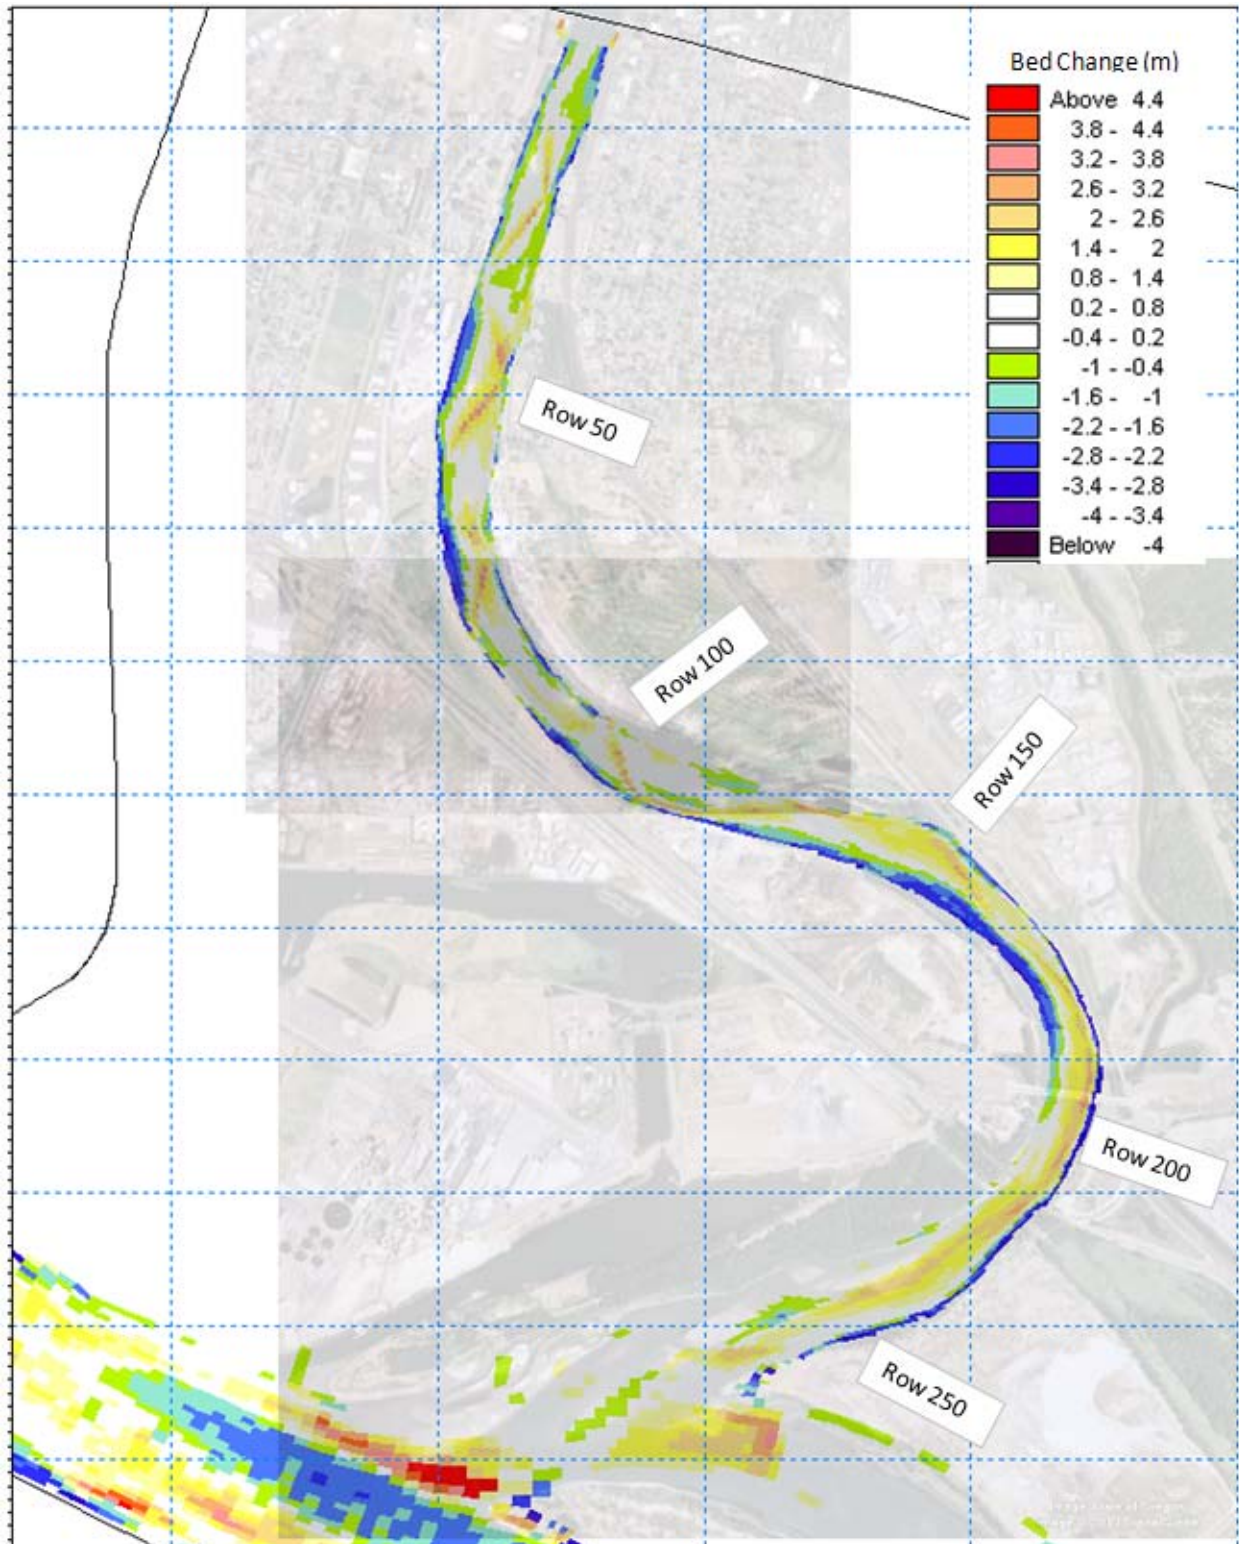 Bed Change (m)
Above 4.4
3.8 - 4.4
3.2 - 3.8
2.6 - 3.2
2 - 2.6
1.4 - 2
0.8 - 1.4
0.2 - 0.8
-0.4 - 0.2
-1 - -0.4
-1.6 - -1
-2.2 - -1.6
-2.8 - -2.2
-3.4 - -2.8
-4 - -3.4
Below -4
Row 50
Row 100
Row 150
Row 200
Row 250